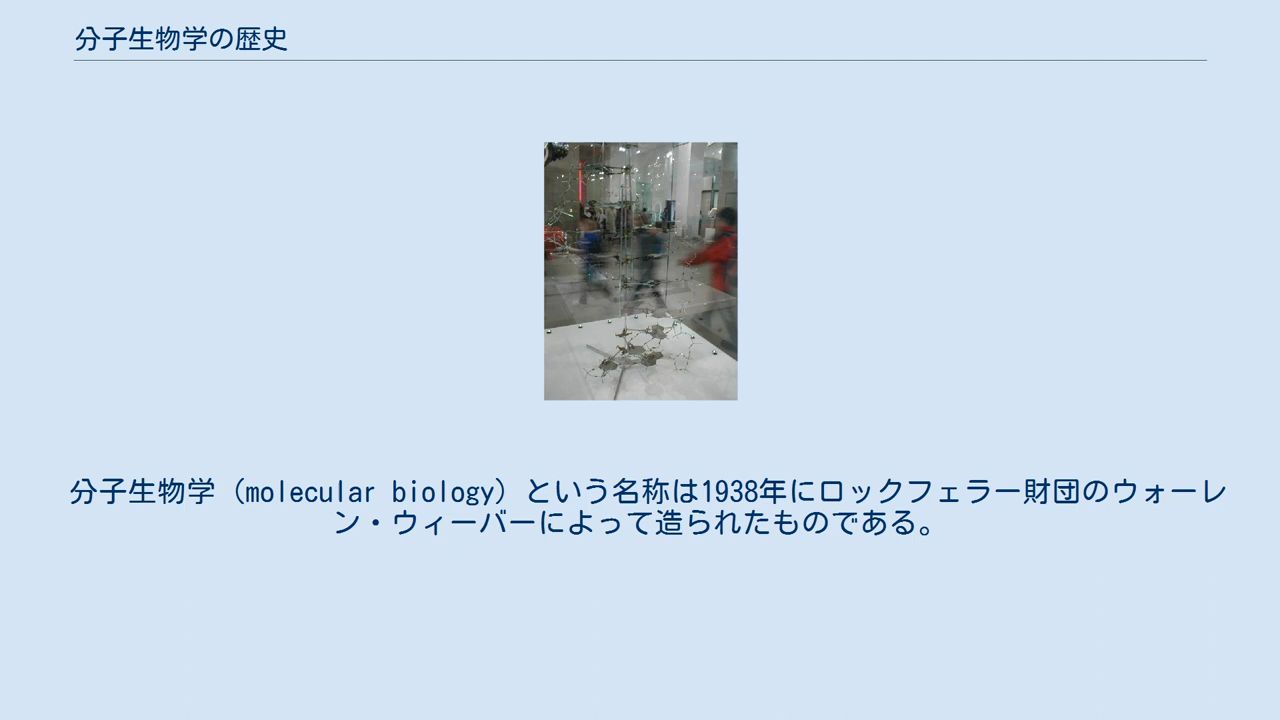 分子生物学の歴史
分子生物学（molecular biology）という名称は1938年にロックフェラー財団のウォーレ
ン・ウィーバーによって造られたものである。